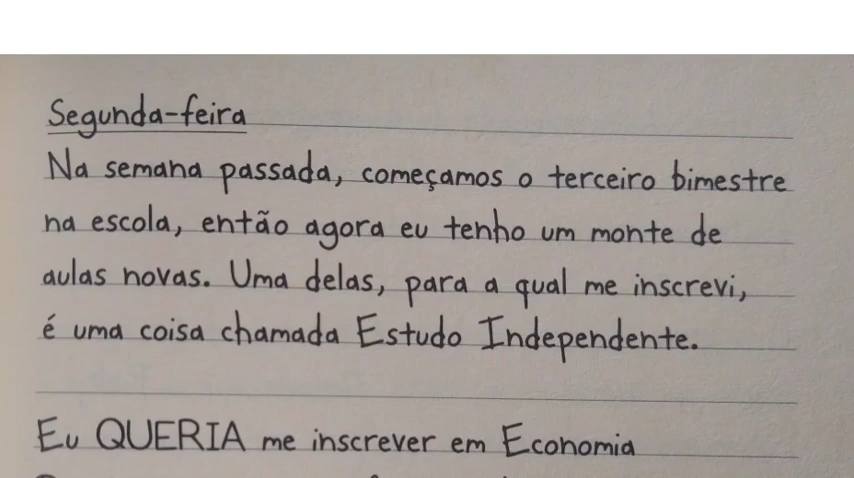 Segunda-feira
Na semana passada, começamos o terceiro bimestre
na escola, então agora eu tenho um monte de
aulas novas. Uma delas, para a qual me inscrevi,
é uma coisa chamada Estudo Independente.
Eu QUERIA me inscrever em Economia